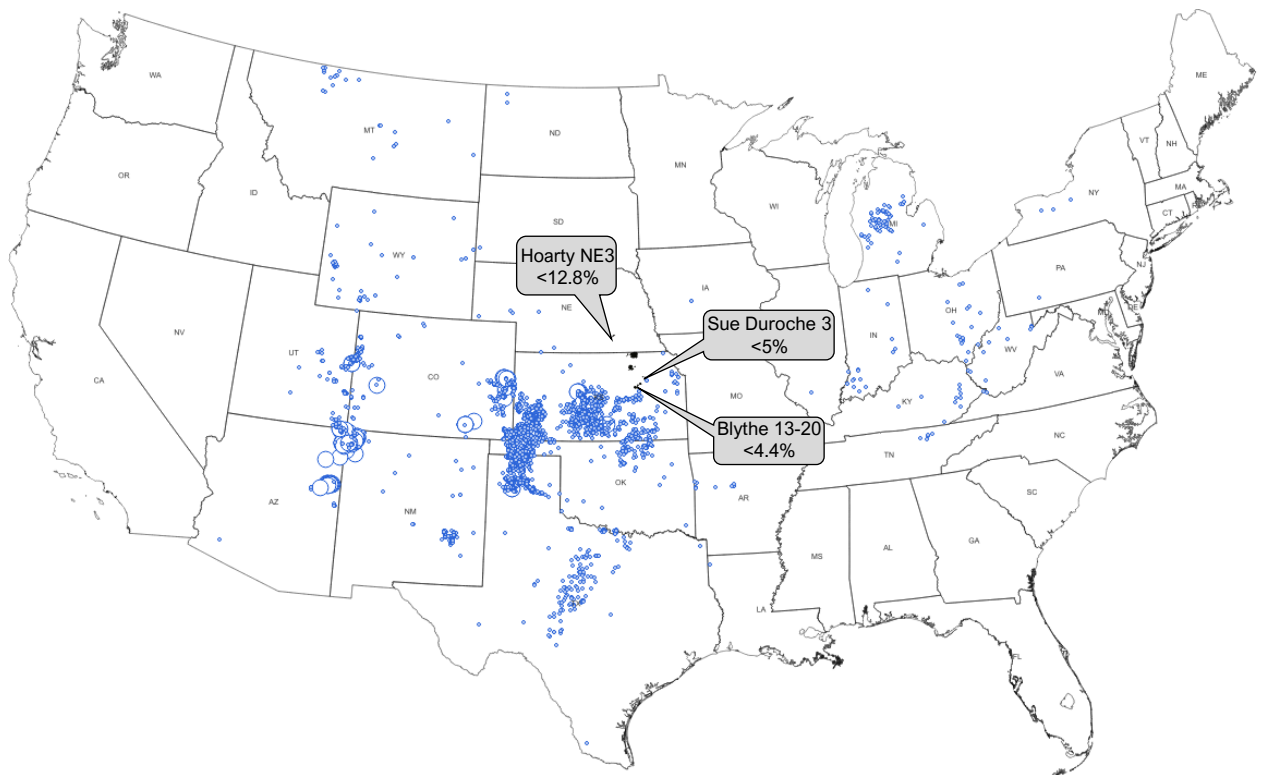 WA
ME
MT
ND
VT
NH
MN
OR
MA
NY
ID
WI
CT
SD
MI
WY
Hoarty NE3
<12.8%
PA
NJ
IA
NE
DE
OH
Sue Duroche 3
<5%
NV
IN
WV
UT
CO
VA
CA
MO
KY
Blythe 13-20
<4.4%
NC
TN
OK
AR
SC
AZ
NM
GA
MS
AL
LA
FL